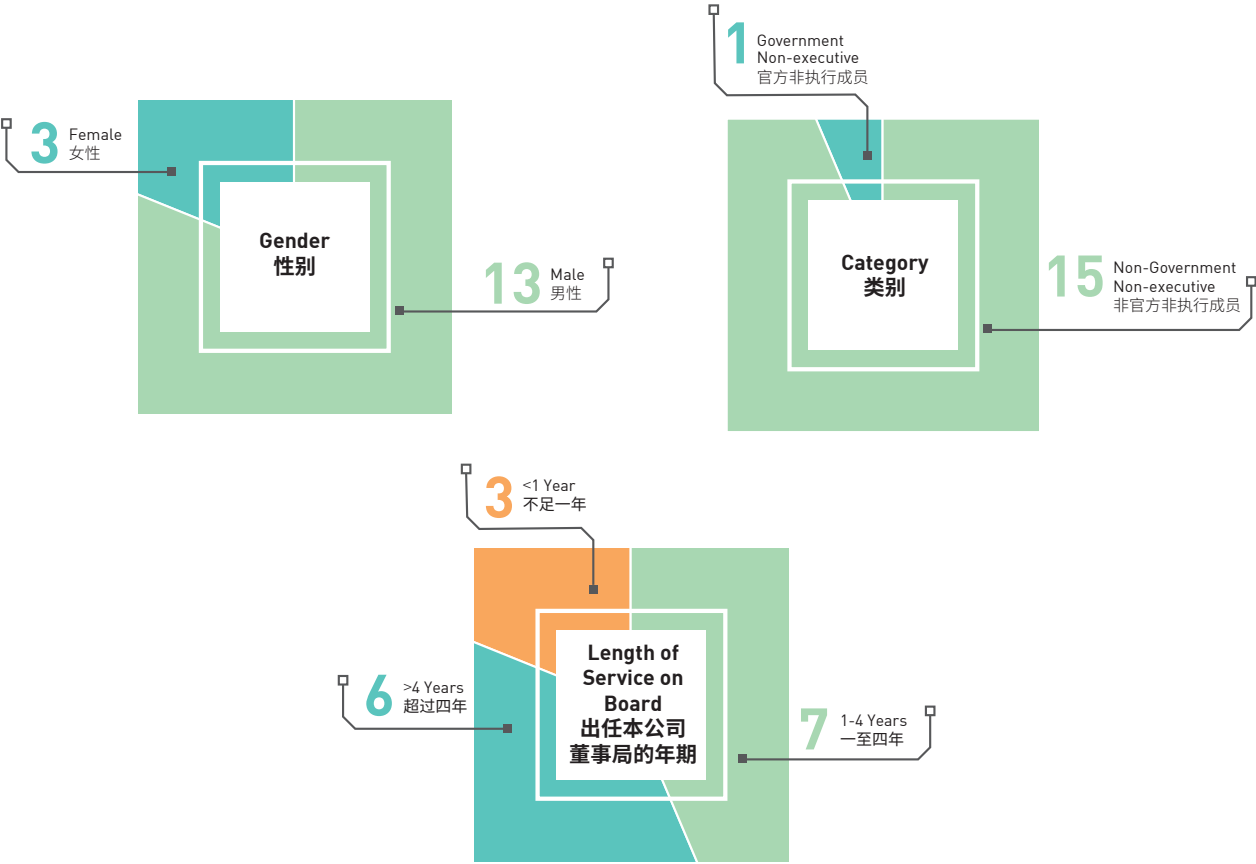 3
Female
女性
Gender
性别
13
Male
男性
1
Government
Non-executive
官方非执行成员
Category
类别
15
Non-Government
Non-executive
非官方非执行成员
3
<1 Year
不足一年
6
>4 Years
超过四年
Length of
Service on
Board
出任本公司
董事局的年期
7
1-4 Years
一至四年